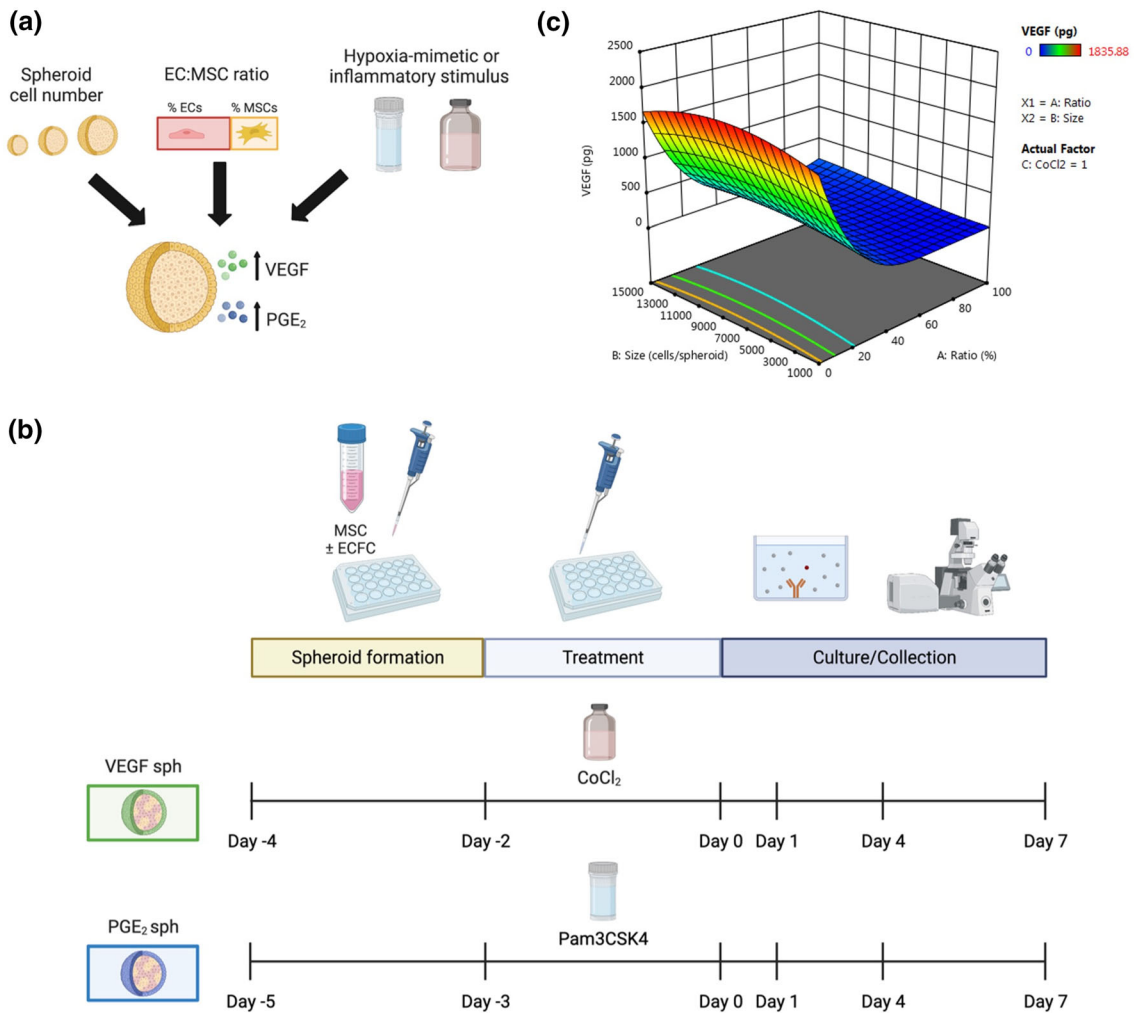 (a)
Spheroid
cell number
EC:MSC ratio
% ECs
% MSCs
Hypoxia-mimetic or
inflammatory stimulus
VEGF
PGE₂
(c)
2500
2000
1500
1000
500
0
VEGF (pg)
15000
13000
11000
9000
7000
5000
3000
1000
B: Size (cells/spheroid)
0
20
40
60
80
100
A: Ratio (%)
VEGF (pg)
0 1835.88
X1 = A: Ratio
X2 = B: Size
Actual Factor
C: CoCl2 = 1
(b)
MSC
± ECFC
Spheroid formation
Treatment
Culture/Collection
VEGF sph
CoCl₂
Day -4
Day -2
Day 0
Day 1
Day 4
Day 7
PGE₂ sph
Pam3CSK4
Day -5
Day -3
Day 0
Day 1
Day 4
Day 7